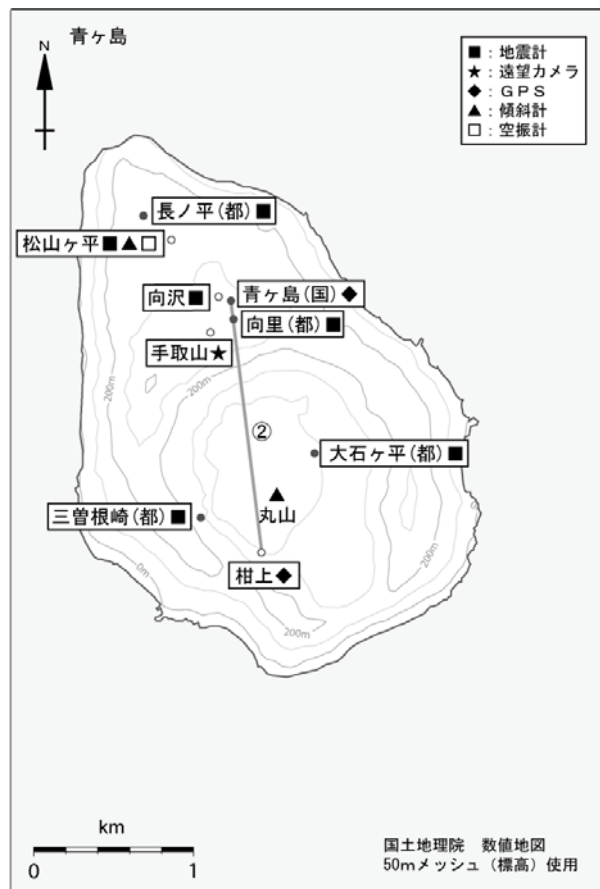 青ヶ島
N
■：地震計
★：遠望カメラ
◆：ＧＰＳ
▲：傾斜計
□：空振計
長ノ平(都)■
松山ヶ平■▲□
向沢■
青ヶ島(国)◆
向里(都)■
手取山★
200m
②
大石ヶ平(都)■
丸山
三曽根崎(都)■
柑上◆
0m
200m
200m
km
0 1
国土地理院　数値地図
50mメッシュ（標高）使用